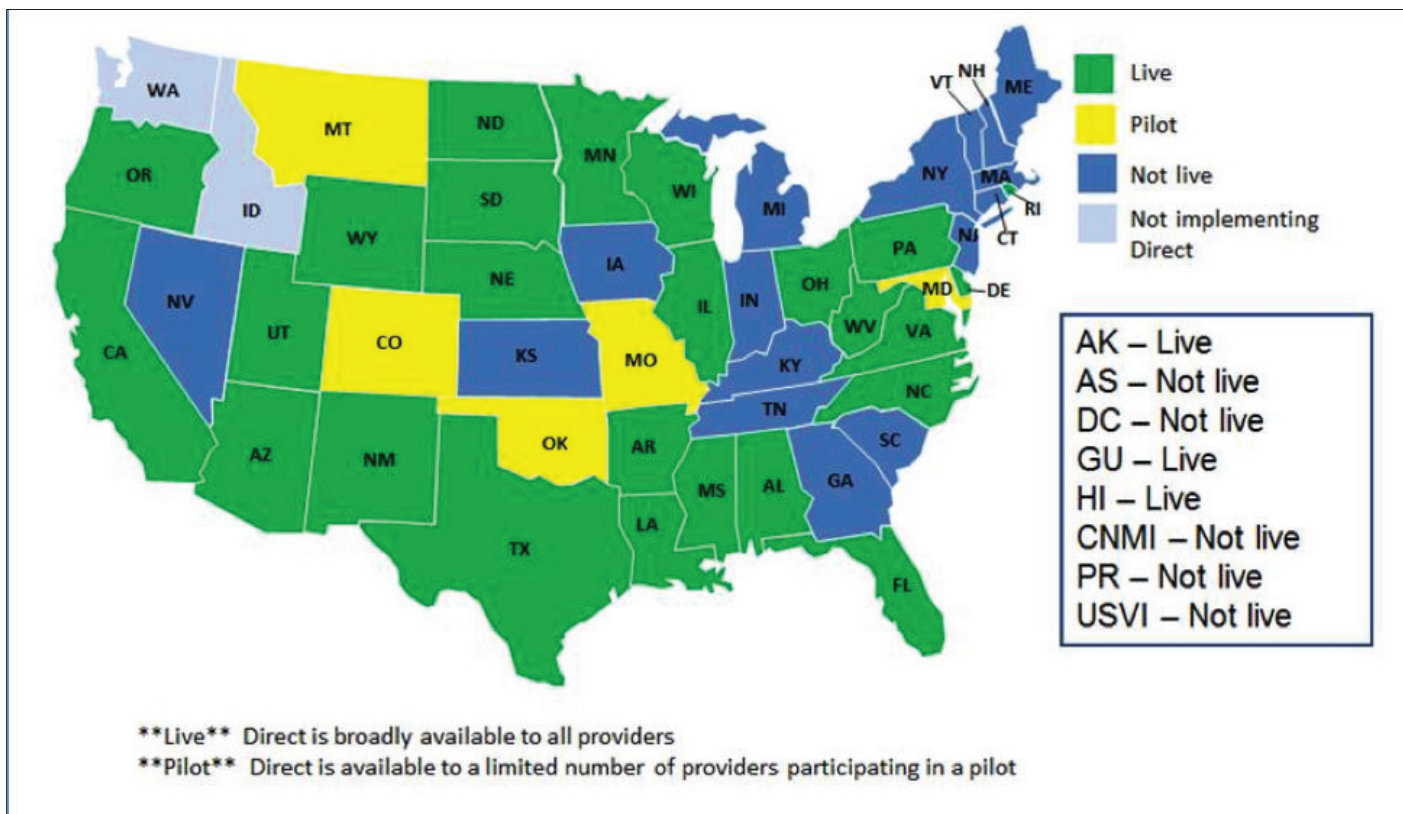 WA
MT
ND
MN
VT
NH
ME
OR
ID
WY
SD
WI
MI
NY
MA
RI
CT
NJ
NV
UT
CO
NE
IA
IL
IN
OH
PA
MD
DE
CA
KS
MO
KY
WV
VA
AZ
NM
OK
AR
TN
NC
SC
TX
LA
MS
AL
GA
FL
Live
Pilot
Not live
Not implementing
Direct
AK – Live
AS – Not live
DC – Not live
GU – Live
HI – Live
CNMI – Not live
PR – Not live
USVI – Not live
**Live** Direct is broadly available to all providers
**Pilot** Direct is available to a limited number of providers participating in a pilot